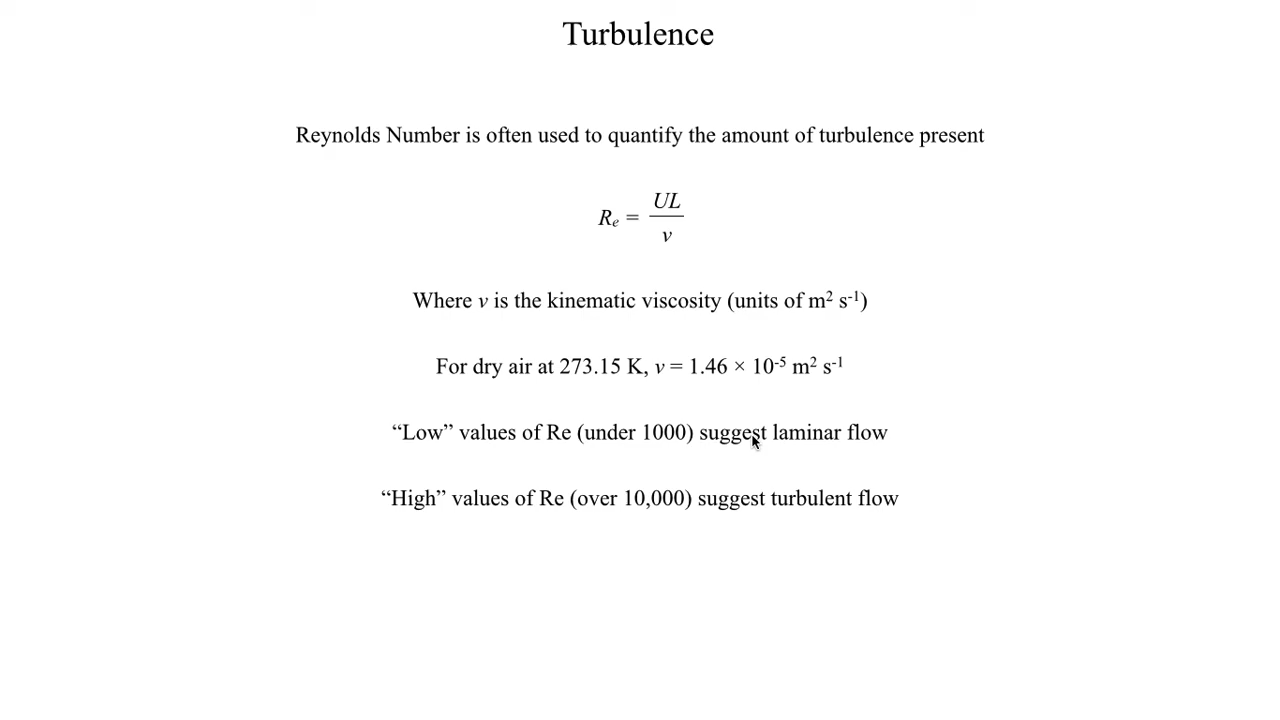 Turbulence
Reynolds Number is often used to quantify the amount of turbulence present
Rₑ = UL / ν
Where ν is the kinematic viscosity (units of m² s⁻¹)
For dry air at 273.15 K, ν = 1.46 × 10⁻⁵ m² s⁻¹
“Low” values of Re (under 1000) suggest laminar flow
“High” values of Re (over 10,000) suggest turbulent flow